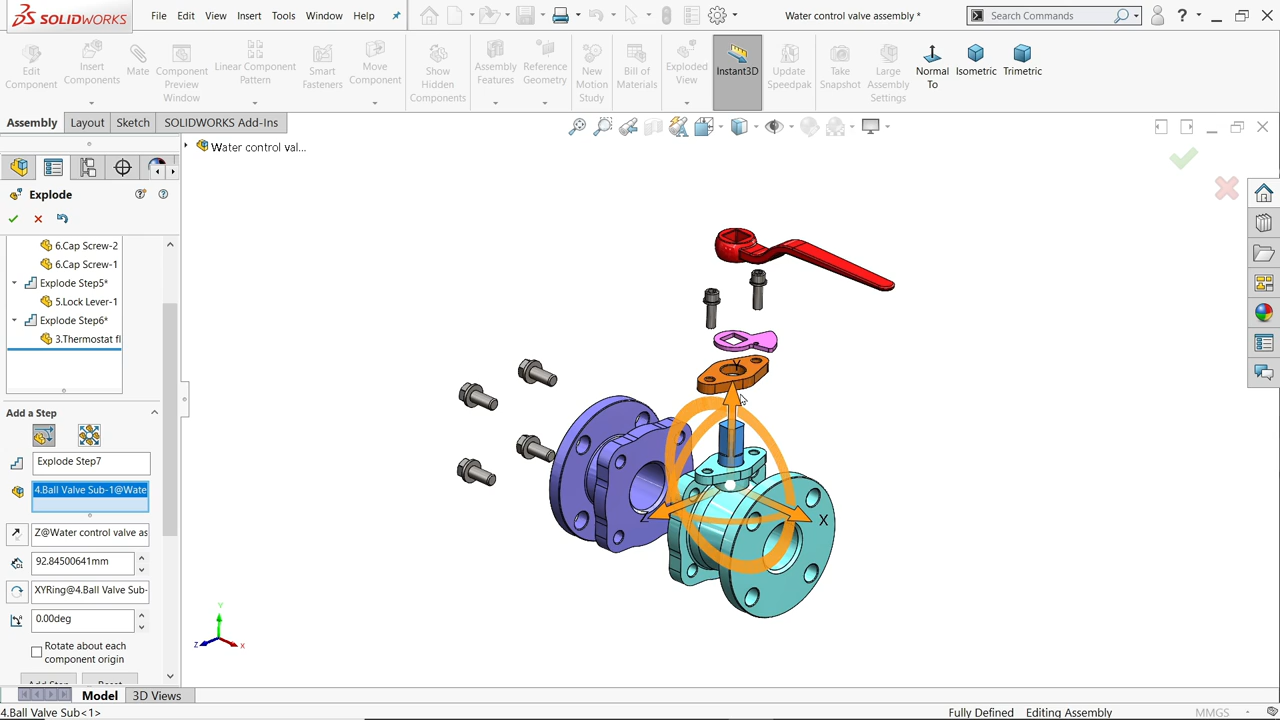 SOLIDWORKS
File Edit View Insert Tools Window Help
Water control valve assembly *
Search Commands
?
Edit Component
Insert Components
Mate
Component Preview Window
Linear Component Pattern
Smart Fasteners
Move Component
Show Hidden Components
Assembly Features
Reference Geometry
New Motion Study
Bill of Materials
Exploded View
Instant3D
Update Speedpak
Take Snapshot
Large Assembly Settings
Normal To
Isometric
Trimetric
Assembly Layout Sketch SOLIDWORKS Add-Ins
Water control val...
Explode
6.Cap Screw-2
6.Cap Screw-1
Explode Step5*
5.Lock Lever-1
Explode Step6*
3.Thermostat fl
Add a Step
Explode Step7
4.Ball Valve Sub-1@Wate
Z@Water control valve as
92.84500641mm
XYRing@4.Ball Valve Sub-
0.00deg
Rotate about each
component origin
Add Step Reset
Y
Z
X
Y
Z
X
Model 3D Views
4.Ball Valve Sub<1>
Fully Defined Editing Assembly MMGS